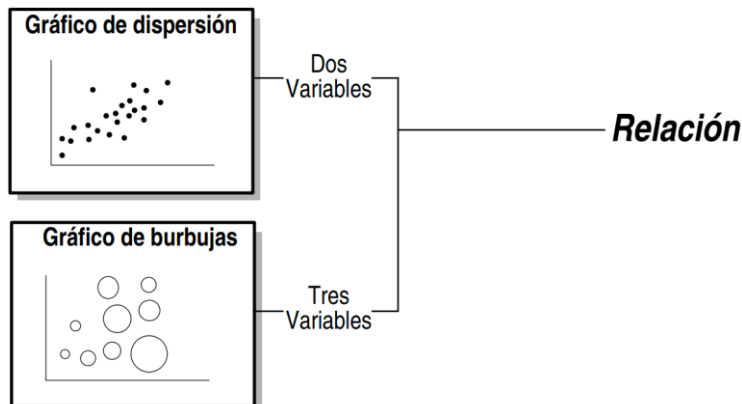 Gráfico de dispersión
Dos
Variables
Relación
Gráfico de burbujas
Tres
Variables